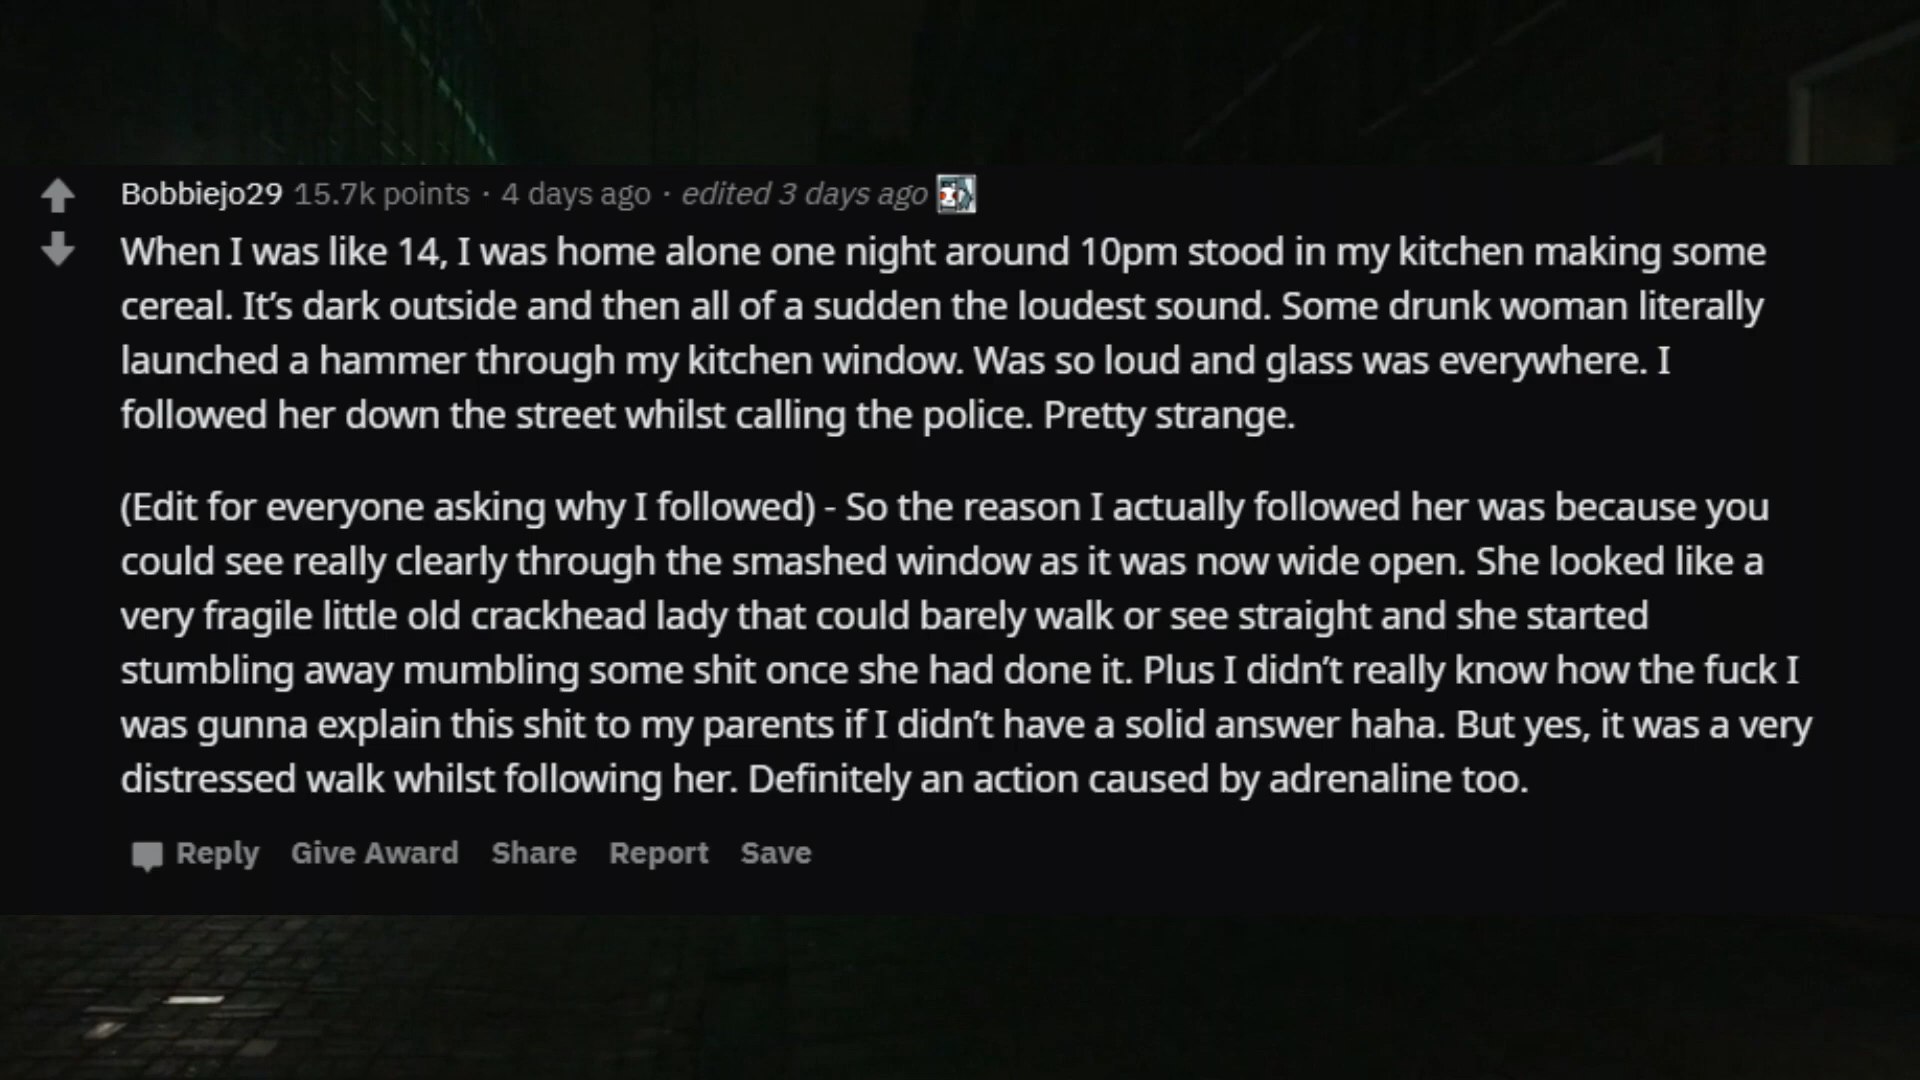 Bobbiejo29 15.7k points · 4 days ago · edited 3 days ago
When I was like 14, I was home alone one night around 10pm stood in my kitchen making some
cereal. It’s dark outside and then all of a sudden the loudest sound. Some drunk woman literally
launched a hammer through my kitchen window. Was so loud and glass was everywhere. I
followed her down the street whilst calling the police. Pretty strange.
(Edit for everyone asking why I followed) - So the reason I actually followed her was because you
could see really clearly through the smashed window as it was now wide open. She looked like a
very fragile little old crackhead lady that could barely walk or see straight and she started
stumbling away mumbling some shit once she had done it. Plus I didn’t really know how the fuck I
was gunna explain this shit to my parents if I didn’t have a solid answer haha. But yes, it was a very
distressed walk whilst following her. Definitely an action caused by adrenaline too.
Reply Give Award Share Report Save